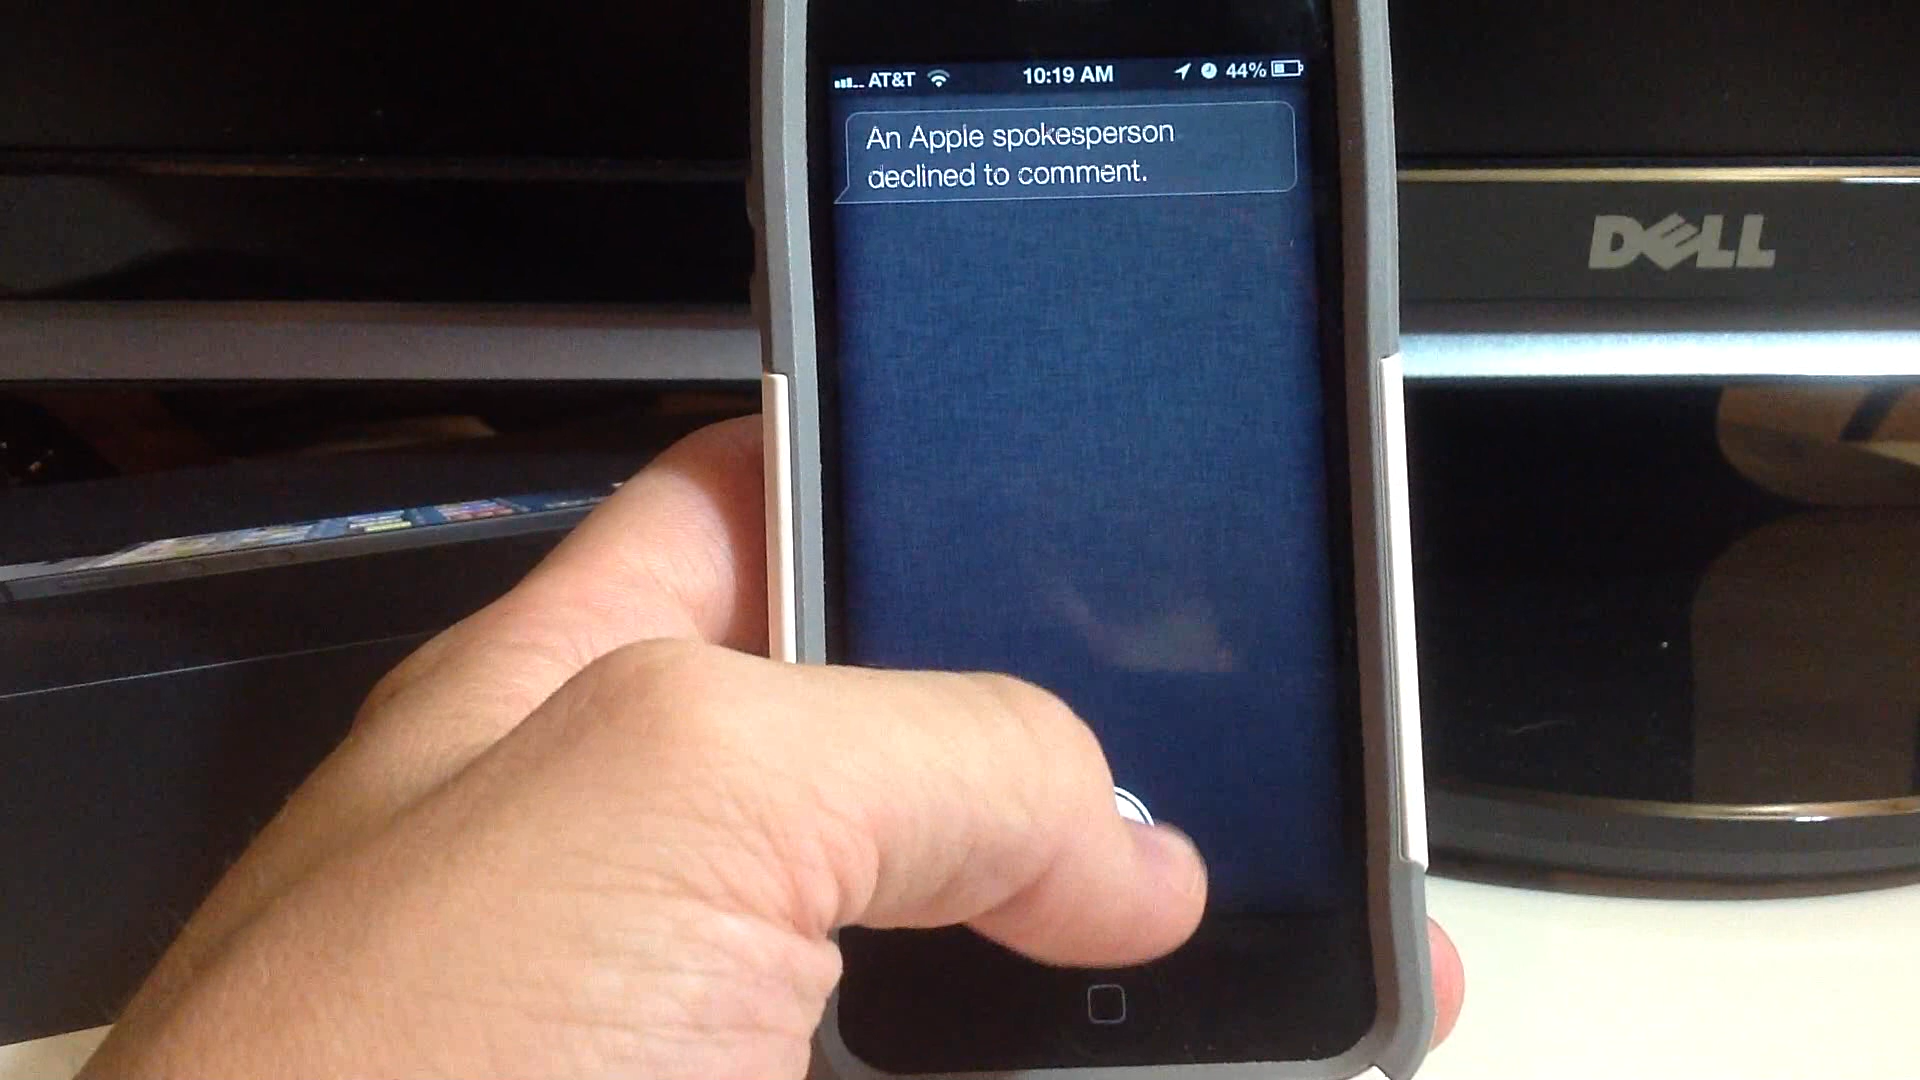 AT&T 10:19 AM 44%
An Apple spokesperson
declined to comment.
DELL